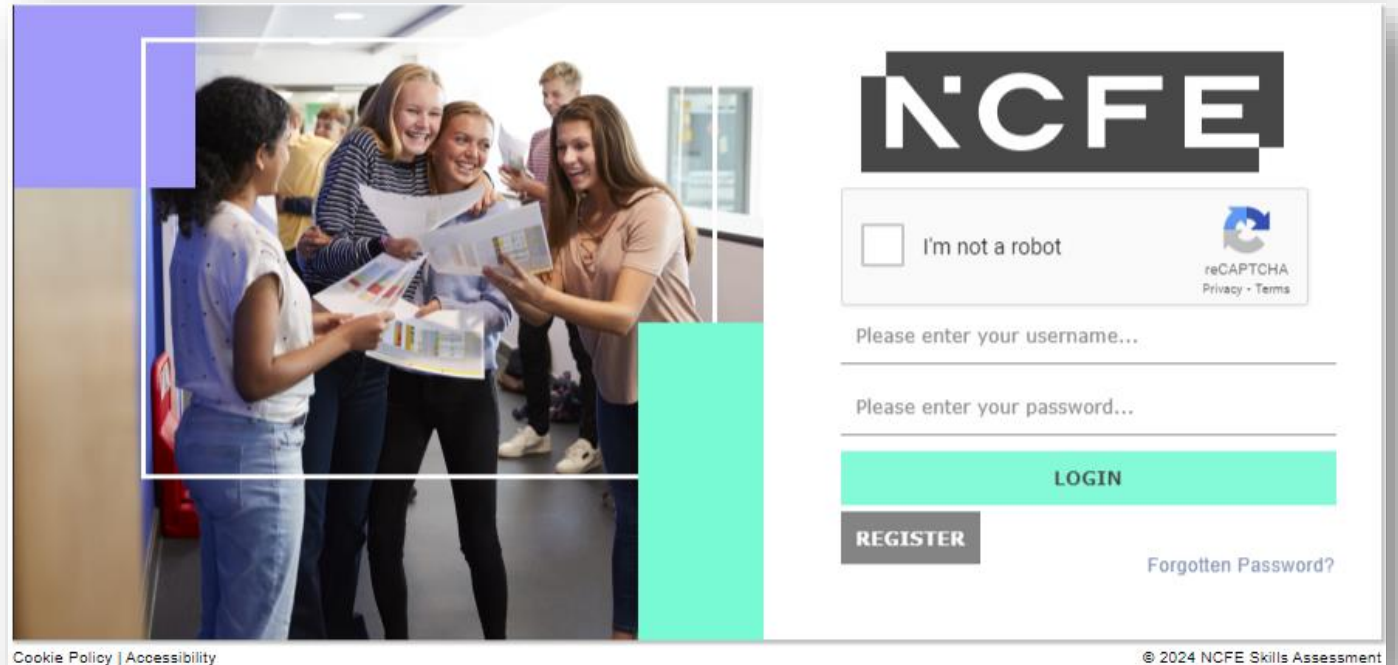 NCFE
I'm not a robot
reCAPTCHA
Privacy - Terms
Please enter your username...
Please enter your password...
LOGIN
REGISTER
Forgotten Password?
Cookie Policy | Accessibility
© 2024 NCFE Skills Assessment